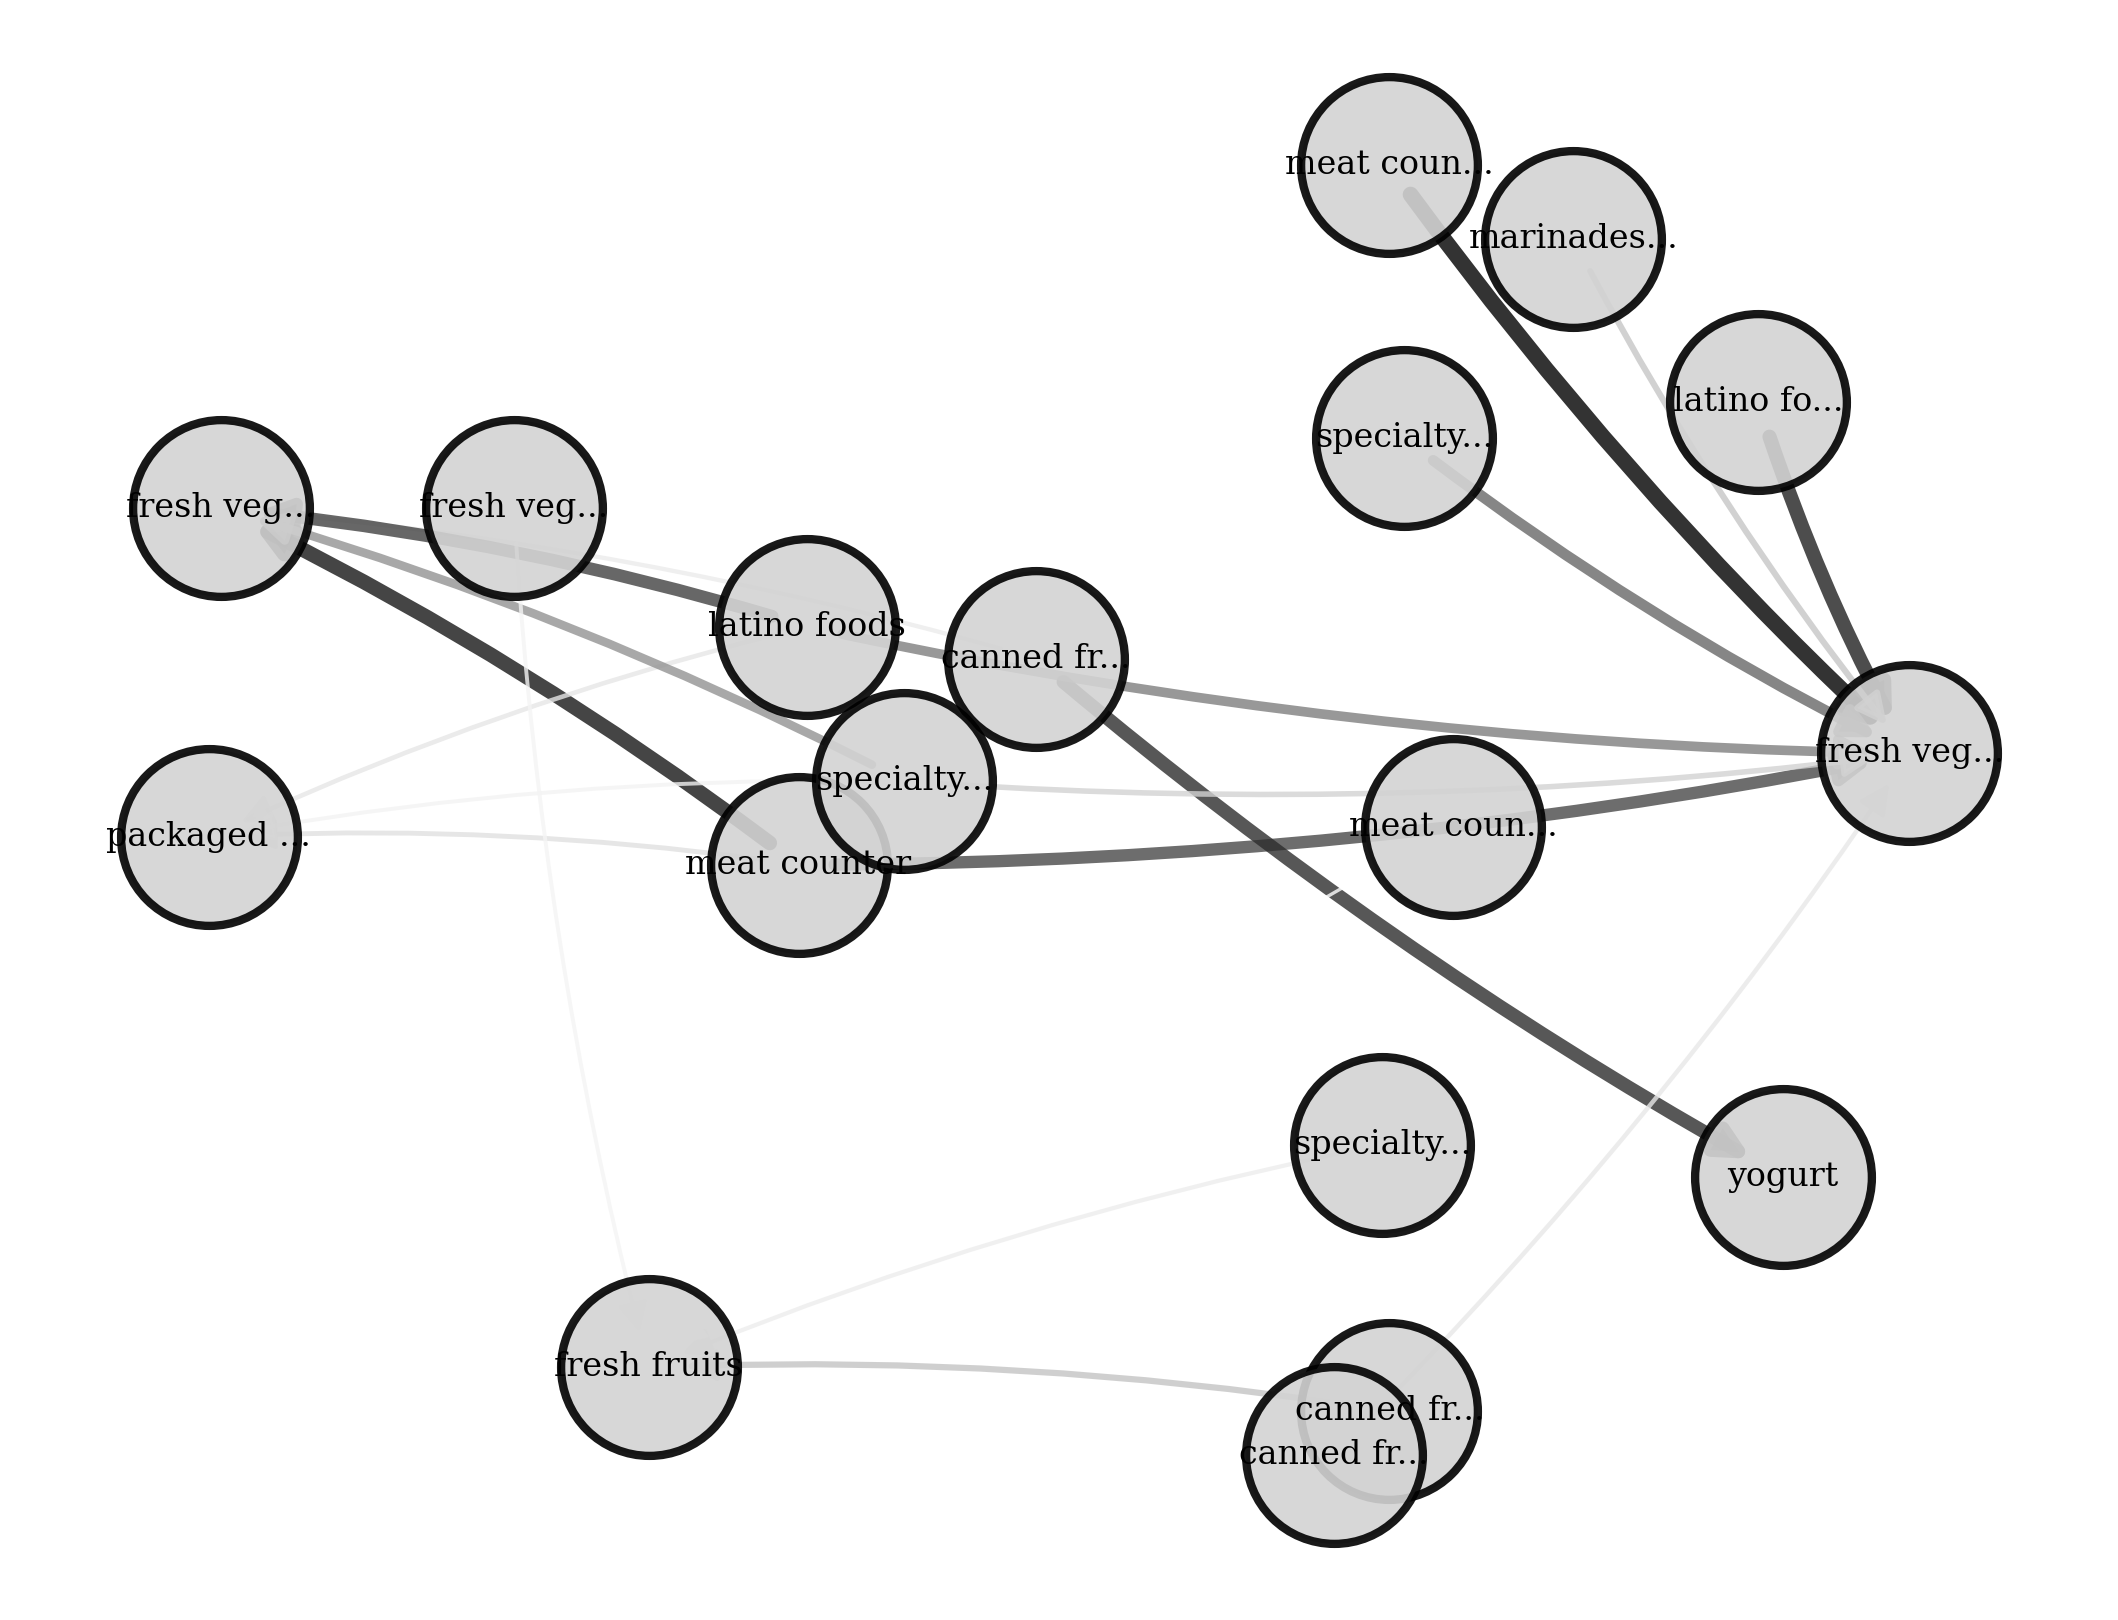 meat coun...
marinades...
latino fo...
specialty...
fresh veg...
fresh veg...
latino foods
canned fr...
fresh veg...
specialty...
meat coun...
packaged ...
meat counter
specialty...
yogurt
fresh fruits
canned fr...
canned fr...